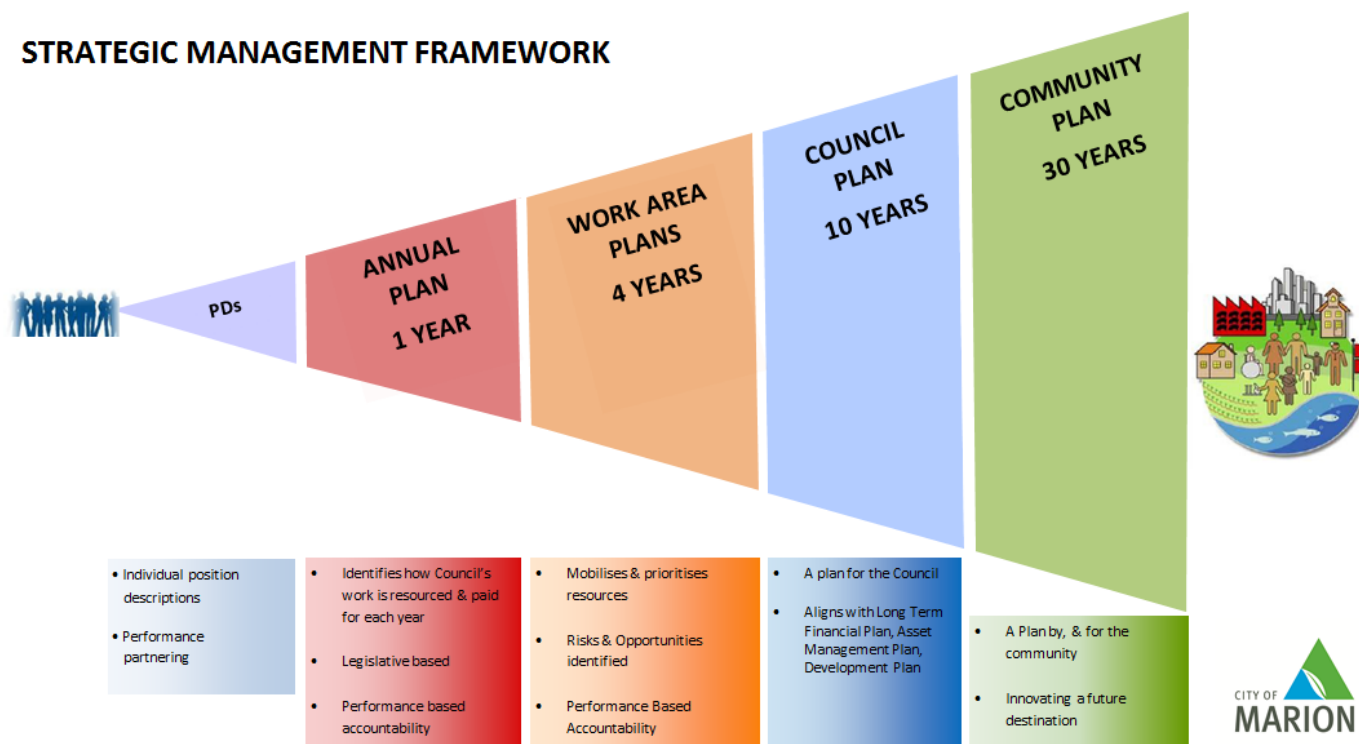 STRATEGIC MANAGEMENT FRAMEWORK
PDs
ANNUAL
PLAN
1 YEAR
WORK AREA
PLANS
4 YEARS
COUNCIL
PLAN
10 YEARS
COMMUNITY
PLAN
30 YEARS
• Individual position
descriptions
• Performance
partnering
• Identifies how Council's
work is resourced & paid
for each year
• Legislative based
• Performance based
accountability
• Mobilises & prioritises
resources
• Risks & Opportunities
identified
• Performance Based
Accountability
• A plan for the Council
• Aligns with Long Term
Financial Plan, Asset
Management Plan,
Development Plan
• A Plan by, & for the
community
• Innovating a future
destination
CITY OF
MARION